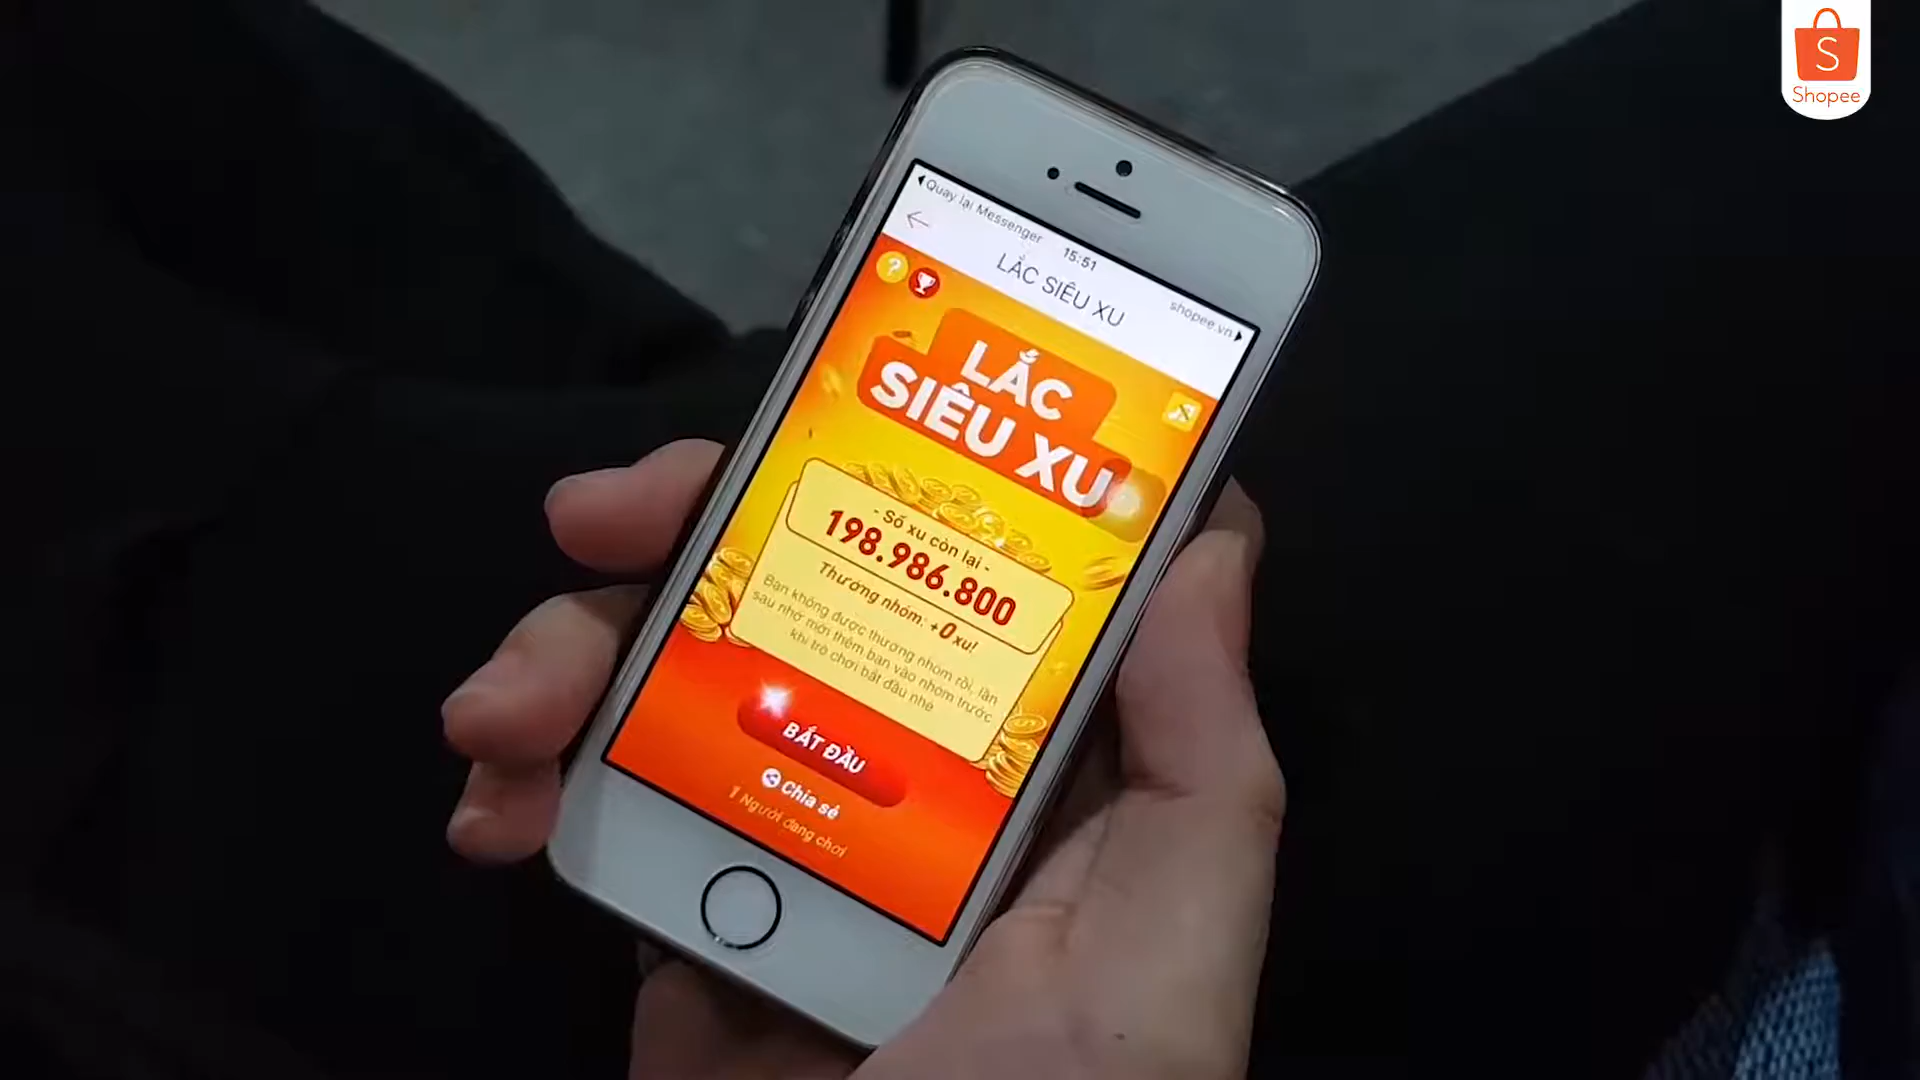 Shopee
Quay lại Messenger
15:51
shopee.vn
LẮC SIÊU XU
LẮC
SIÊU XU
- Số xu còn lại -
198.986.800
Thưởng nhóm: +0 xu!
Bạn không được thưởng nhóm rồi, lần
sau nhớ mời thêm bạn vào nhóm trước
khi trò chơi bắt đầu nhé
BẮT ĐẦU
Chia sẻ
1 Người đang chơi